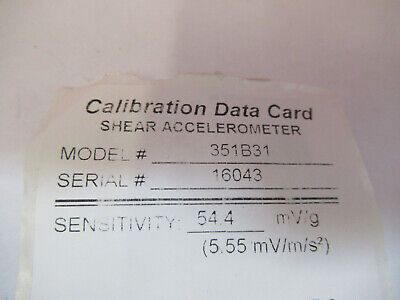 Calibration Data Card
SHEAR ACCELEROMETER
MODEL # 351B31
SERIAL # 16043
SENSITIVITY: 54.4 mV/g
(5.55 mV/m/s²)